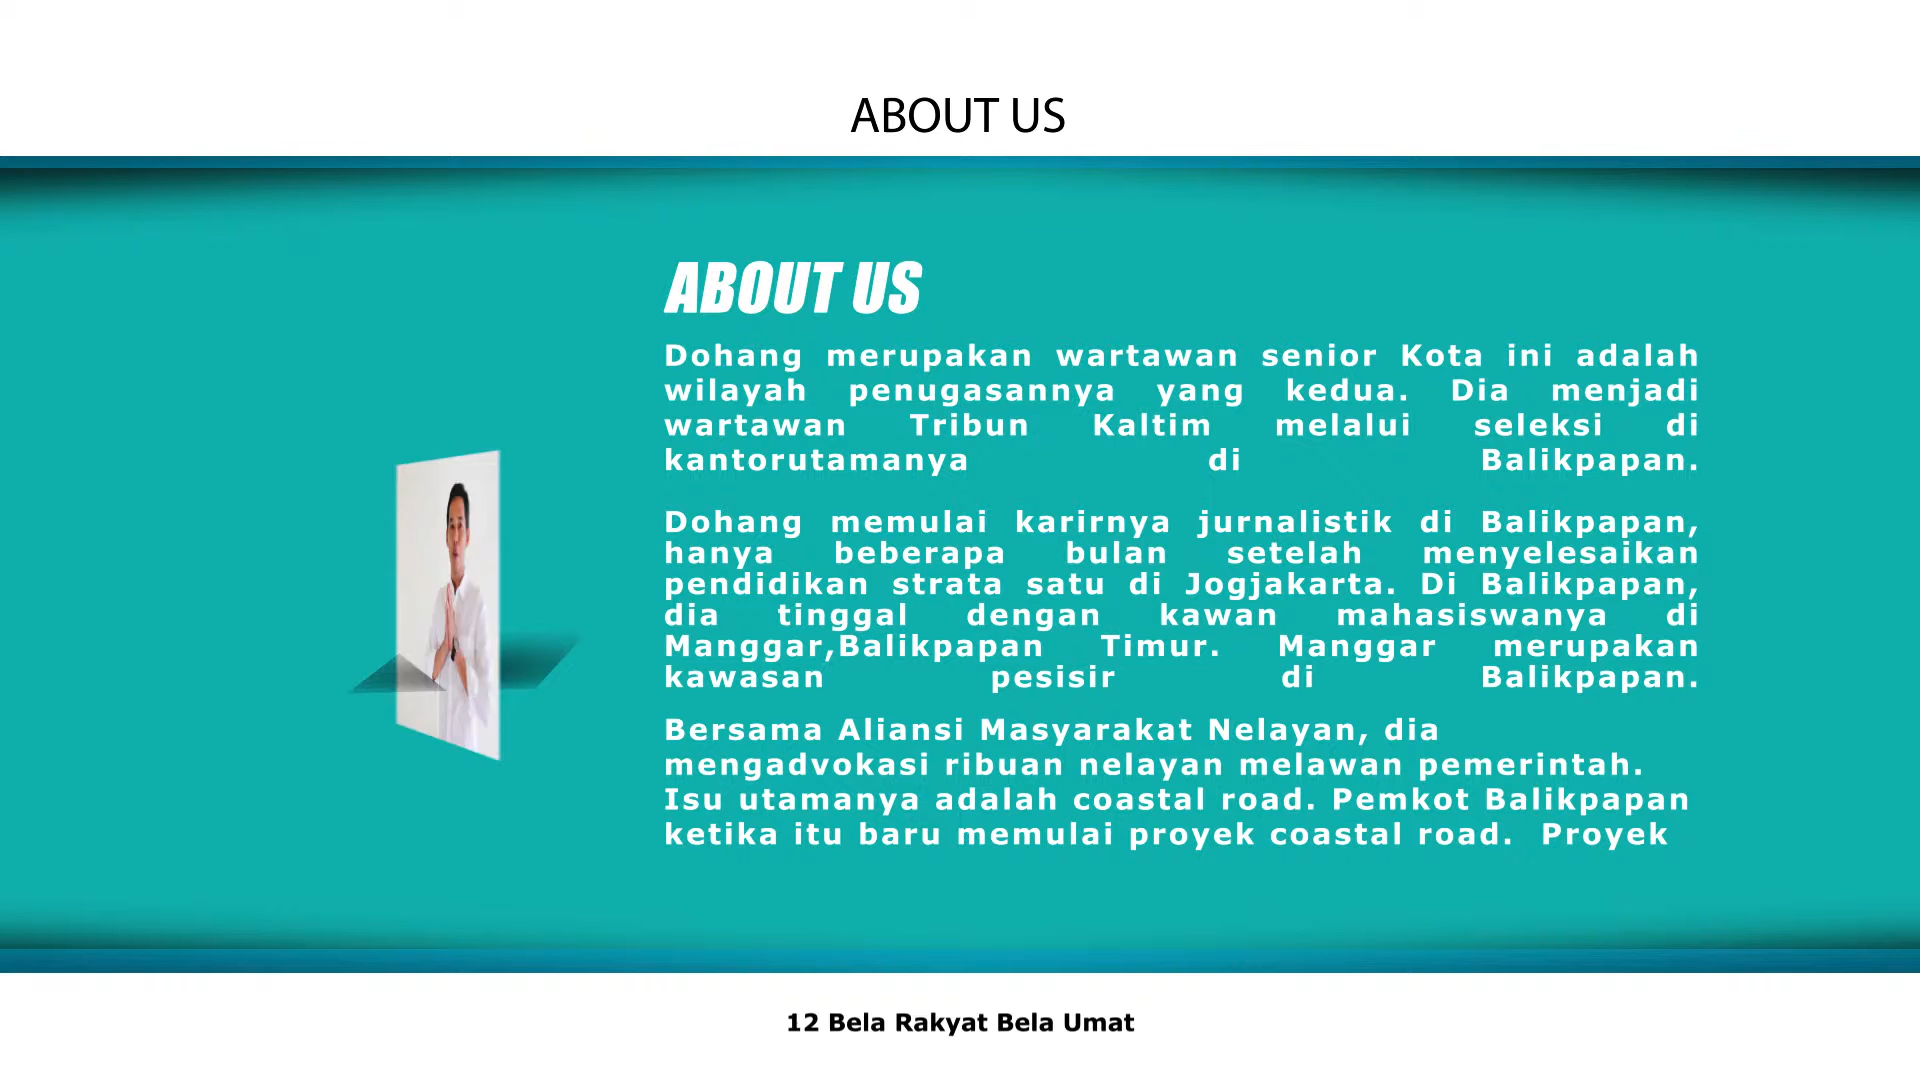 ABOUT US
ABOUT US
Dohang merupakan wartawan senior Kota ini adalah
wilayah penugasannya yang kedua. Dia menjadi
wartawan Tribun Kaltim melalui seleksi di
kantorutamanya di Balikpapan.
Dohang memulai karirnya jurnalistik di Balikpapan,
hanya beberapa bulan setelah menyelesaikan
pendidikan strata satu di Jogjakarta. Di Balikpapan,
dia tinggal dengan kawan mahasiswanya di
Manggar,Balikpapan Timur. Manggar merupakan
kawasan pesisir di Balikpapan.
Bersama Aliansi Masyarakat Nelayan, dia
mengadvokasi ribuan nelayan melawan pemerintah.
Isu utamanya adalah coastal road. Pemkot Balikpapan
ketika itu baru memulai proyek coastal road.  Proyek
12 Bela Rakyat Bela Umat